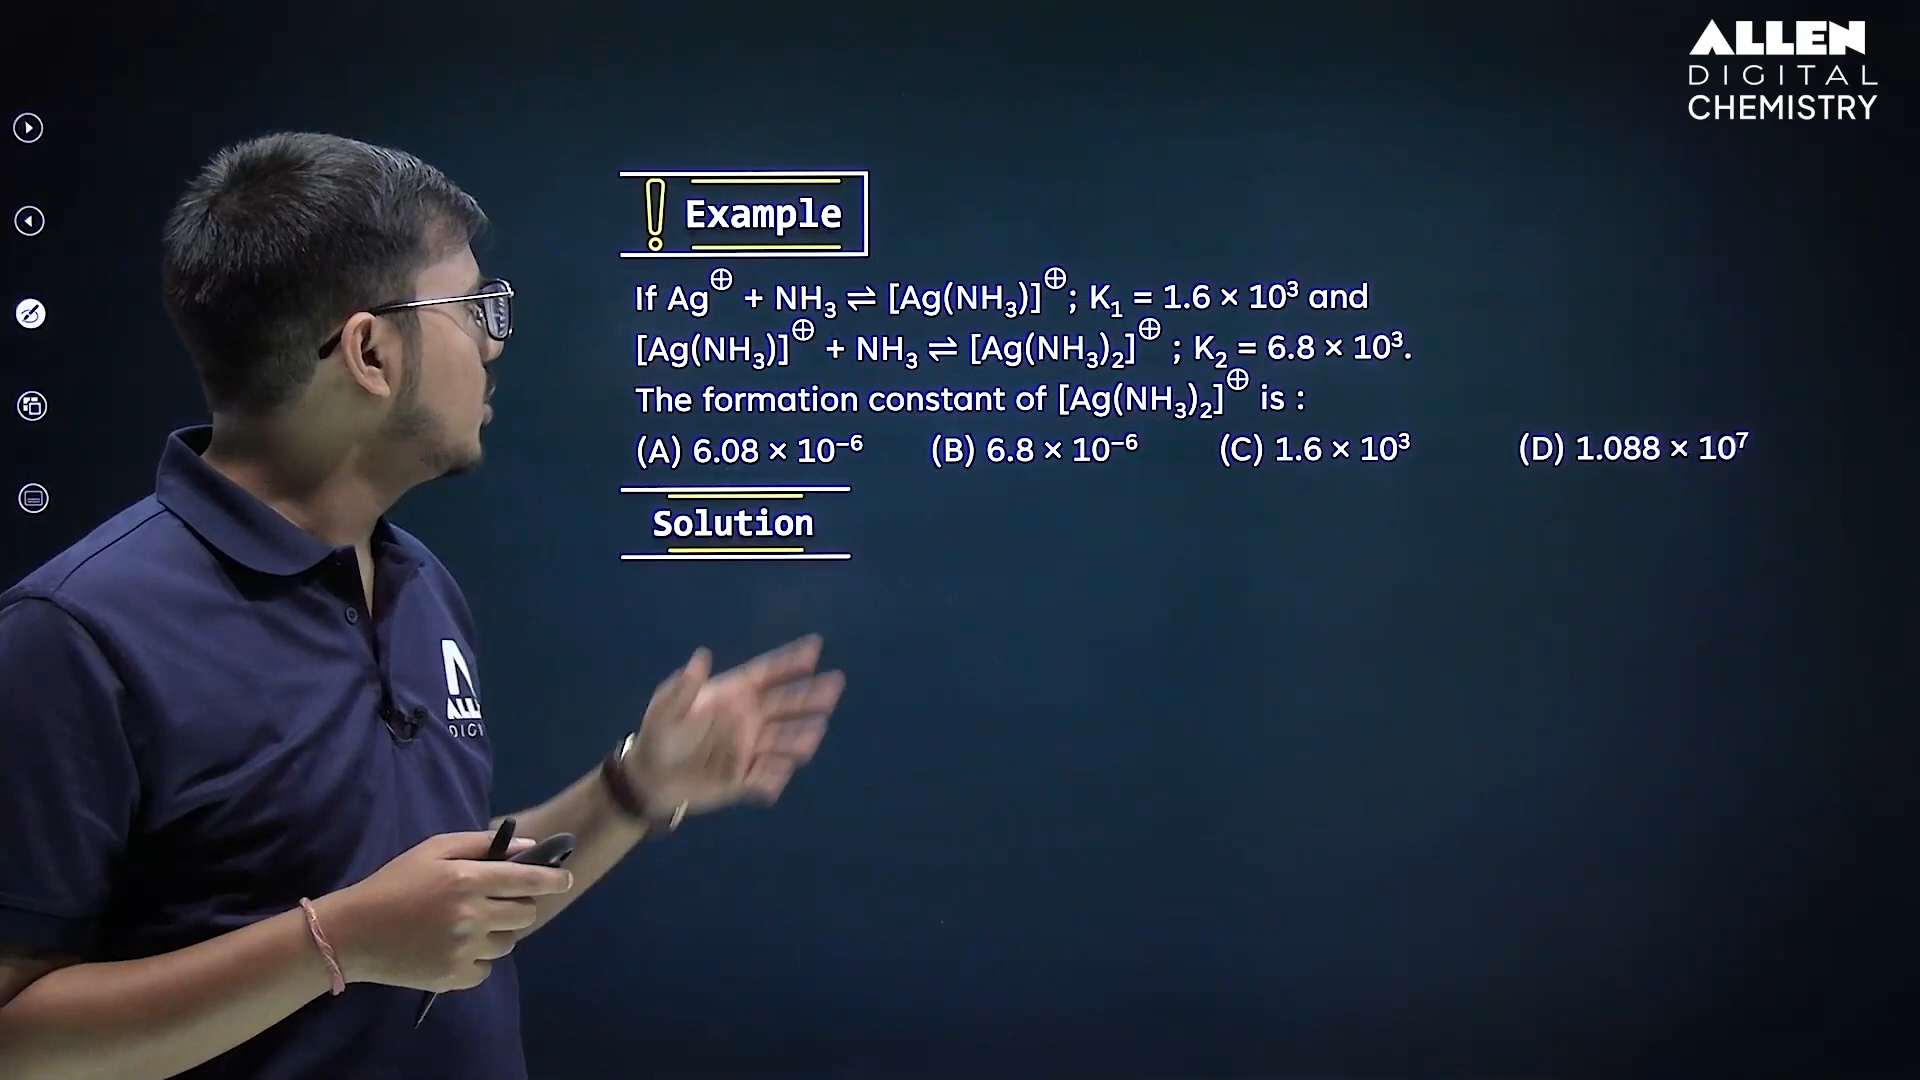 ALLEN
DIGITAL
CHEMISTRY
Example
If Ag⊕ + NH₃ ⇌ [Ag(NH₃)]⊕; K₁ = 1.6 × 10³ and
[Ag(NH₃)]⊕ + NH₃ ⇌ [Ag(NH₃)₂]⊕ ; K₂ = 6.8 × 10³.
The formation constant of [Ag(NH₃)₂]⊕ is :
(A) 6.08 × 10⁻⁶ (B) 6.8 × 10⁻⁶ (C) 1.6 × 10³ (D) 1.088 × 10⁷
Solution